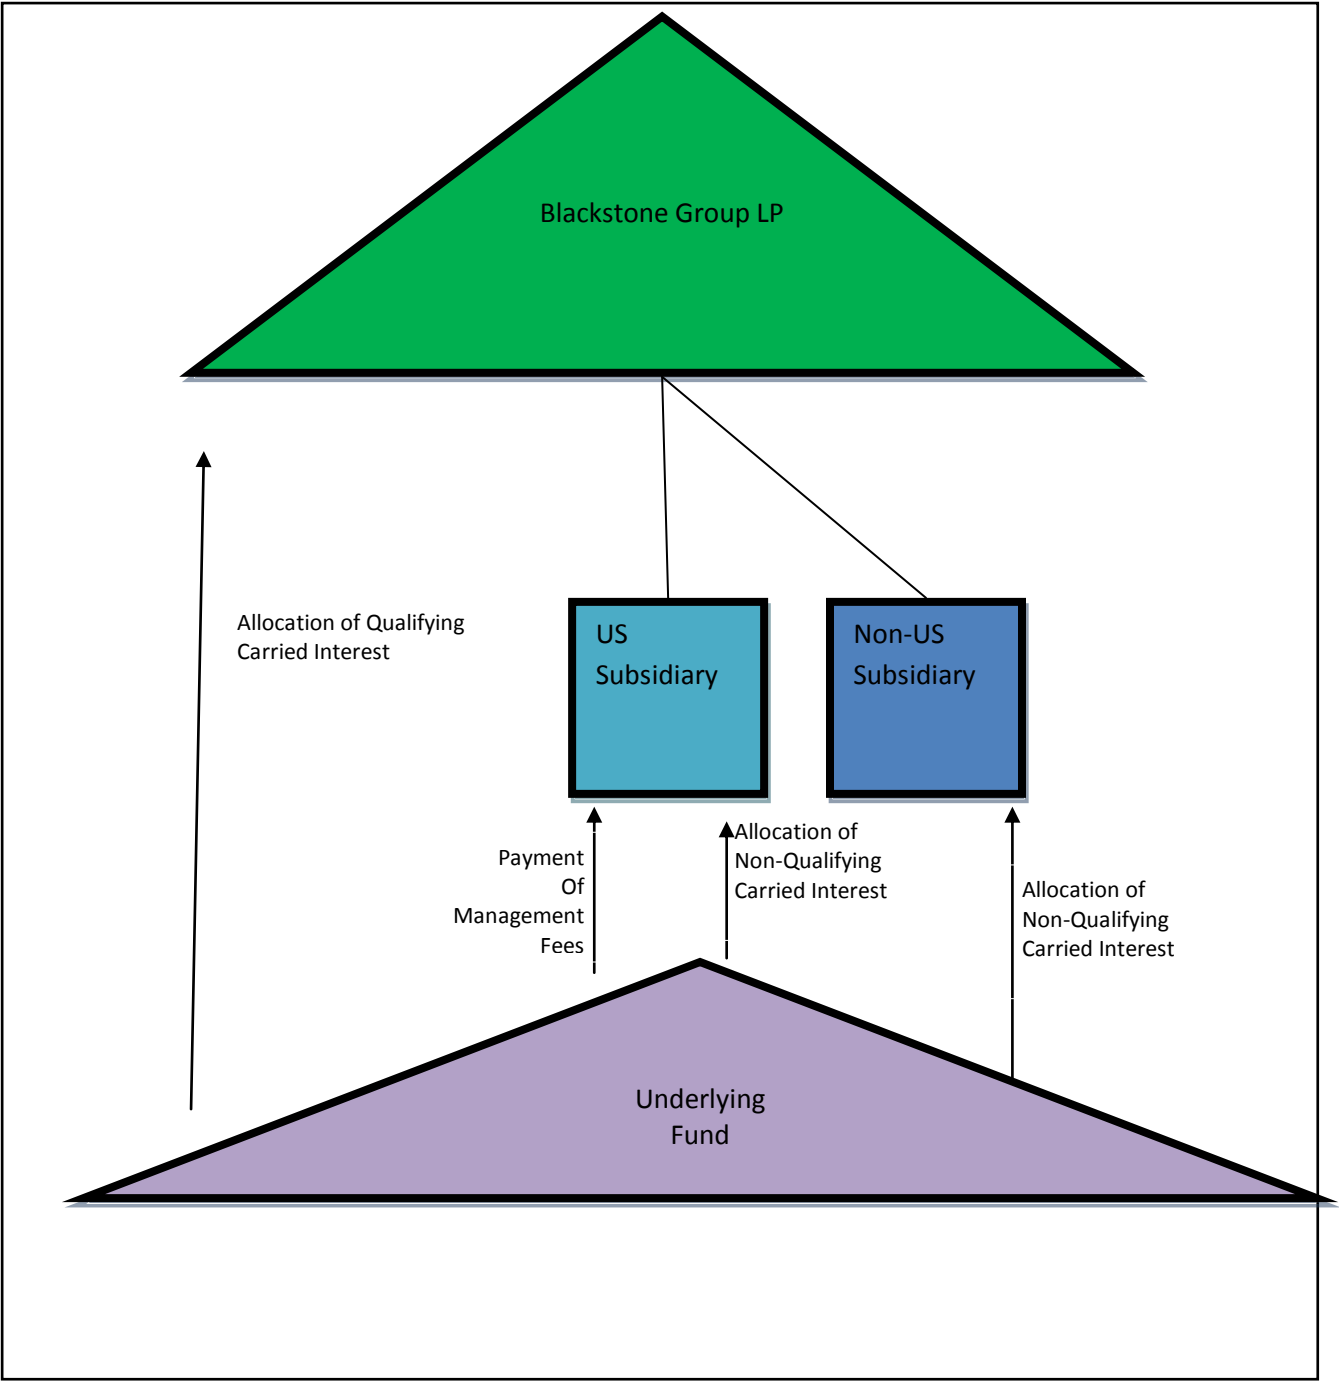 Blackstone Group LP
Allocation of Qualifying
Carried Interest
US
Subsidiary
Non-US
Subsidiary
Payment
Of
Management
Fees
Allocation of
Non-Qualifying
Carried Interest
Allocation of
Non-Qualifying
Carried Interest
Underlying
Fund